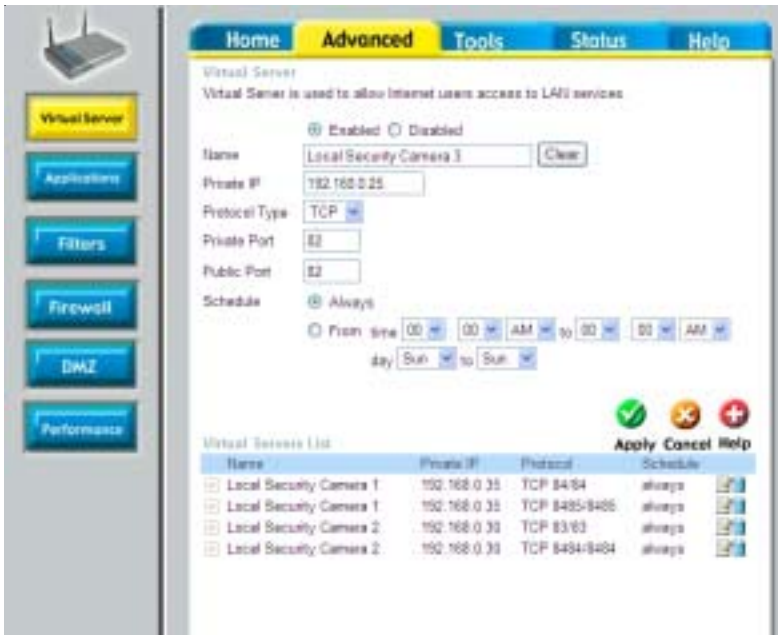 Home Advanced Tools Status Help
Virtual Server
Virtual Server is used to allow Internet users access to LAN services
Virtual Server
Applications
Filters
Firewall
DMZ
Performance
Enabled Disabled
Name Local Security Camera 3 Clear
Private IP 192.168.0.25
Protocol Type TCP
Private Port 82
Public Port 82
Schedule Always
From time 00 00 AM to 00 00 AM
day Sun to Sun
Apply Cancel Help
Virtual Servers List
Name Private IP Protocol Schedule
Local Security Camera 1 192.168.0.35 TCP 84/84 always
Local Security Camera 1 192.168.0.35 TCP 8485/8485 always
Local Security Camera 2 192.168.0.30 TCP 83/83 always
Local Security Camera 2 192.168.0.30 TCP 8484/8484 always